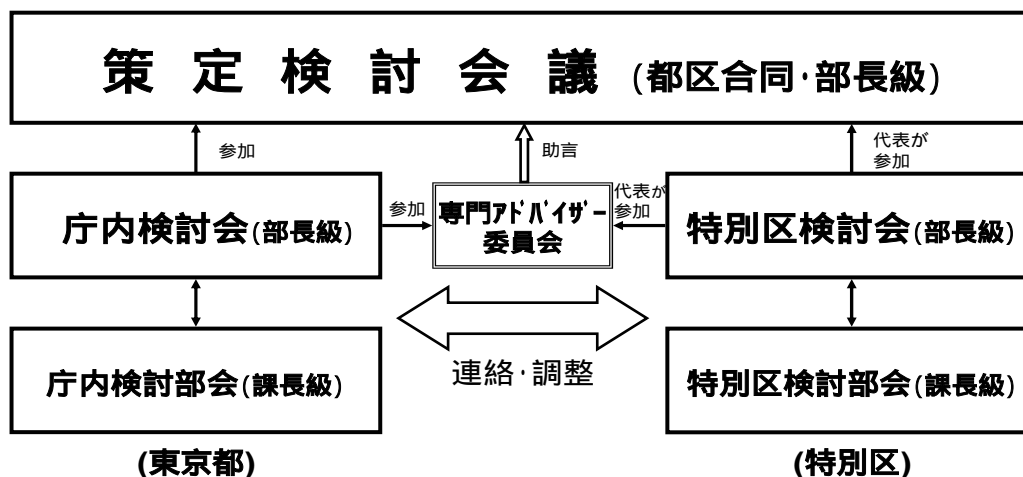 策定検討会議(都区合同・部長級)
参加
助言
代表が
参加
庁内検討会(部長級)
参加
専門ｱﾄﾞﾊﾞｲｻﾞｰ
委員会
代表が
参加
特別区検討会(部長級)
連絡・調整
庁内検討部会(課長級)
特別区検討部会(課長級)
(東京都)
(特別区)